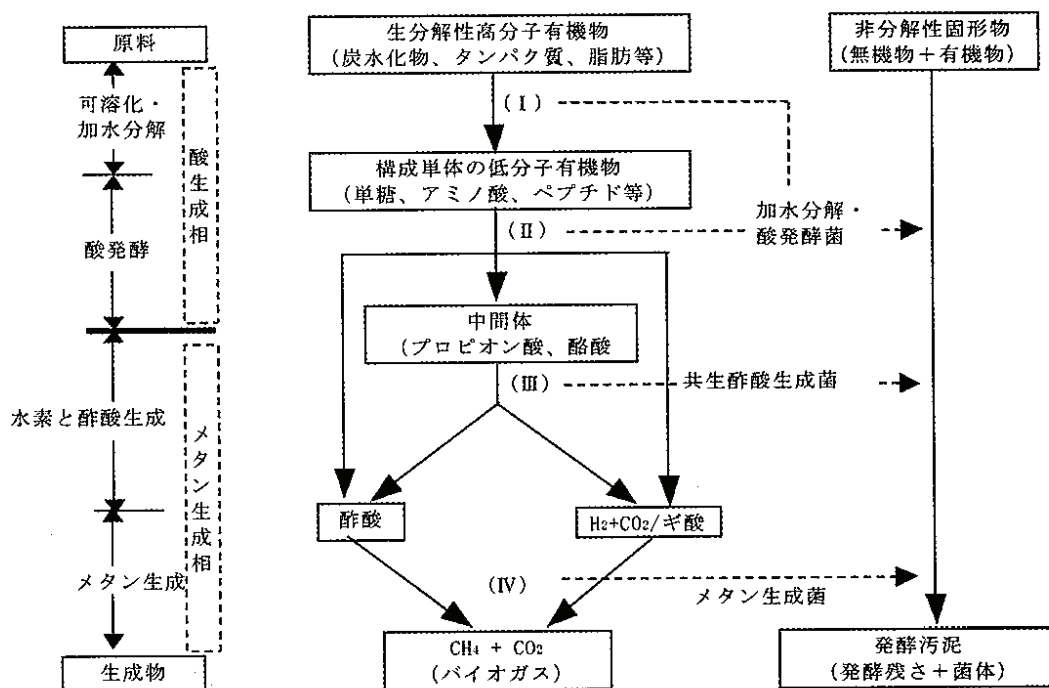 原料
可溶化・
加水分解
酸発酵
水素と酢酸生成
メタン生成
生成物
酸生成相
メタン生成相
生分解性高分子有機物
(炭水化物、タンパク質、脂肪等)
(Ⅰ)
構成単体の低分子有機物
(単糖、アミノ酸、ペプチド等)
(Ⅱ)
中間体
(プロピオン酸、酪酸
(Ⅲ)
酢酸
H₂+CO₂/ギ酸
(Ⅳ)
CH₄ + CO₂
(バイオガス)
加水分解・
酸発酵菌
共生酢酸生成菌
メタン生成菌
非分解性固形物
(無機物+有機物)
発酵汚泥
(発酵残さ+菌体)